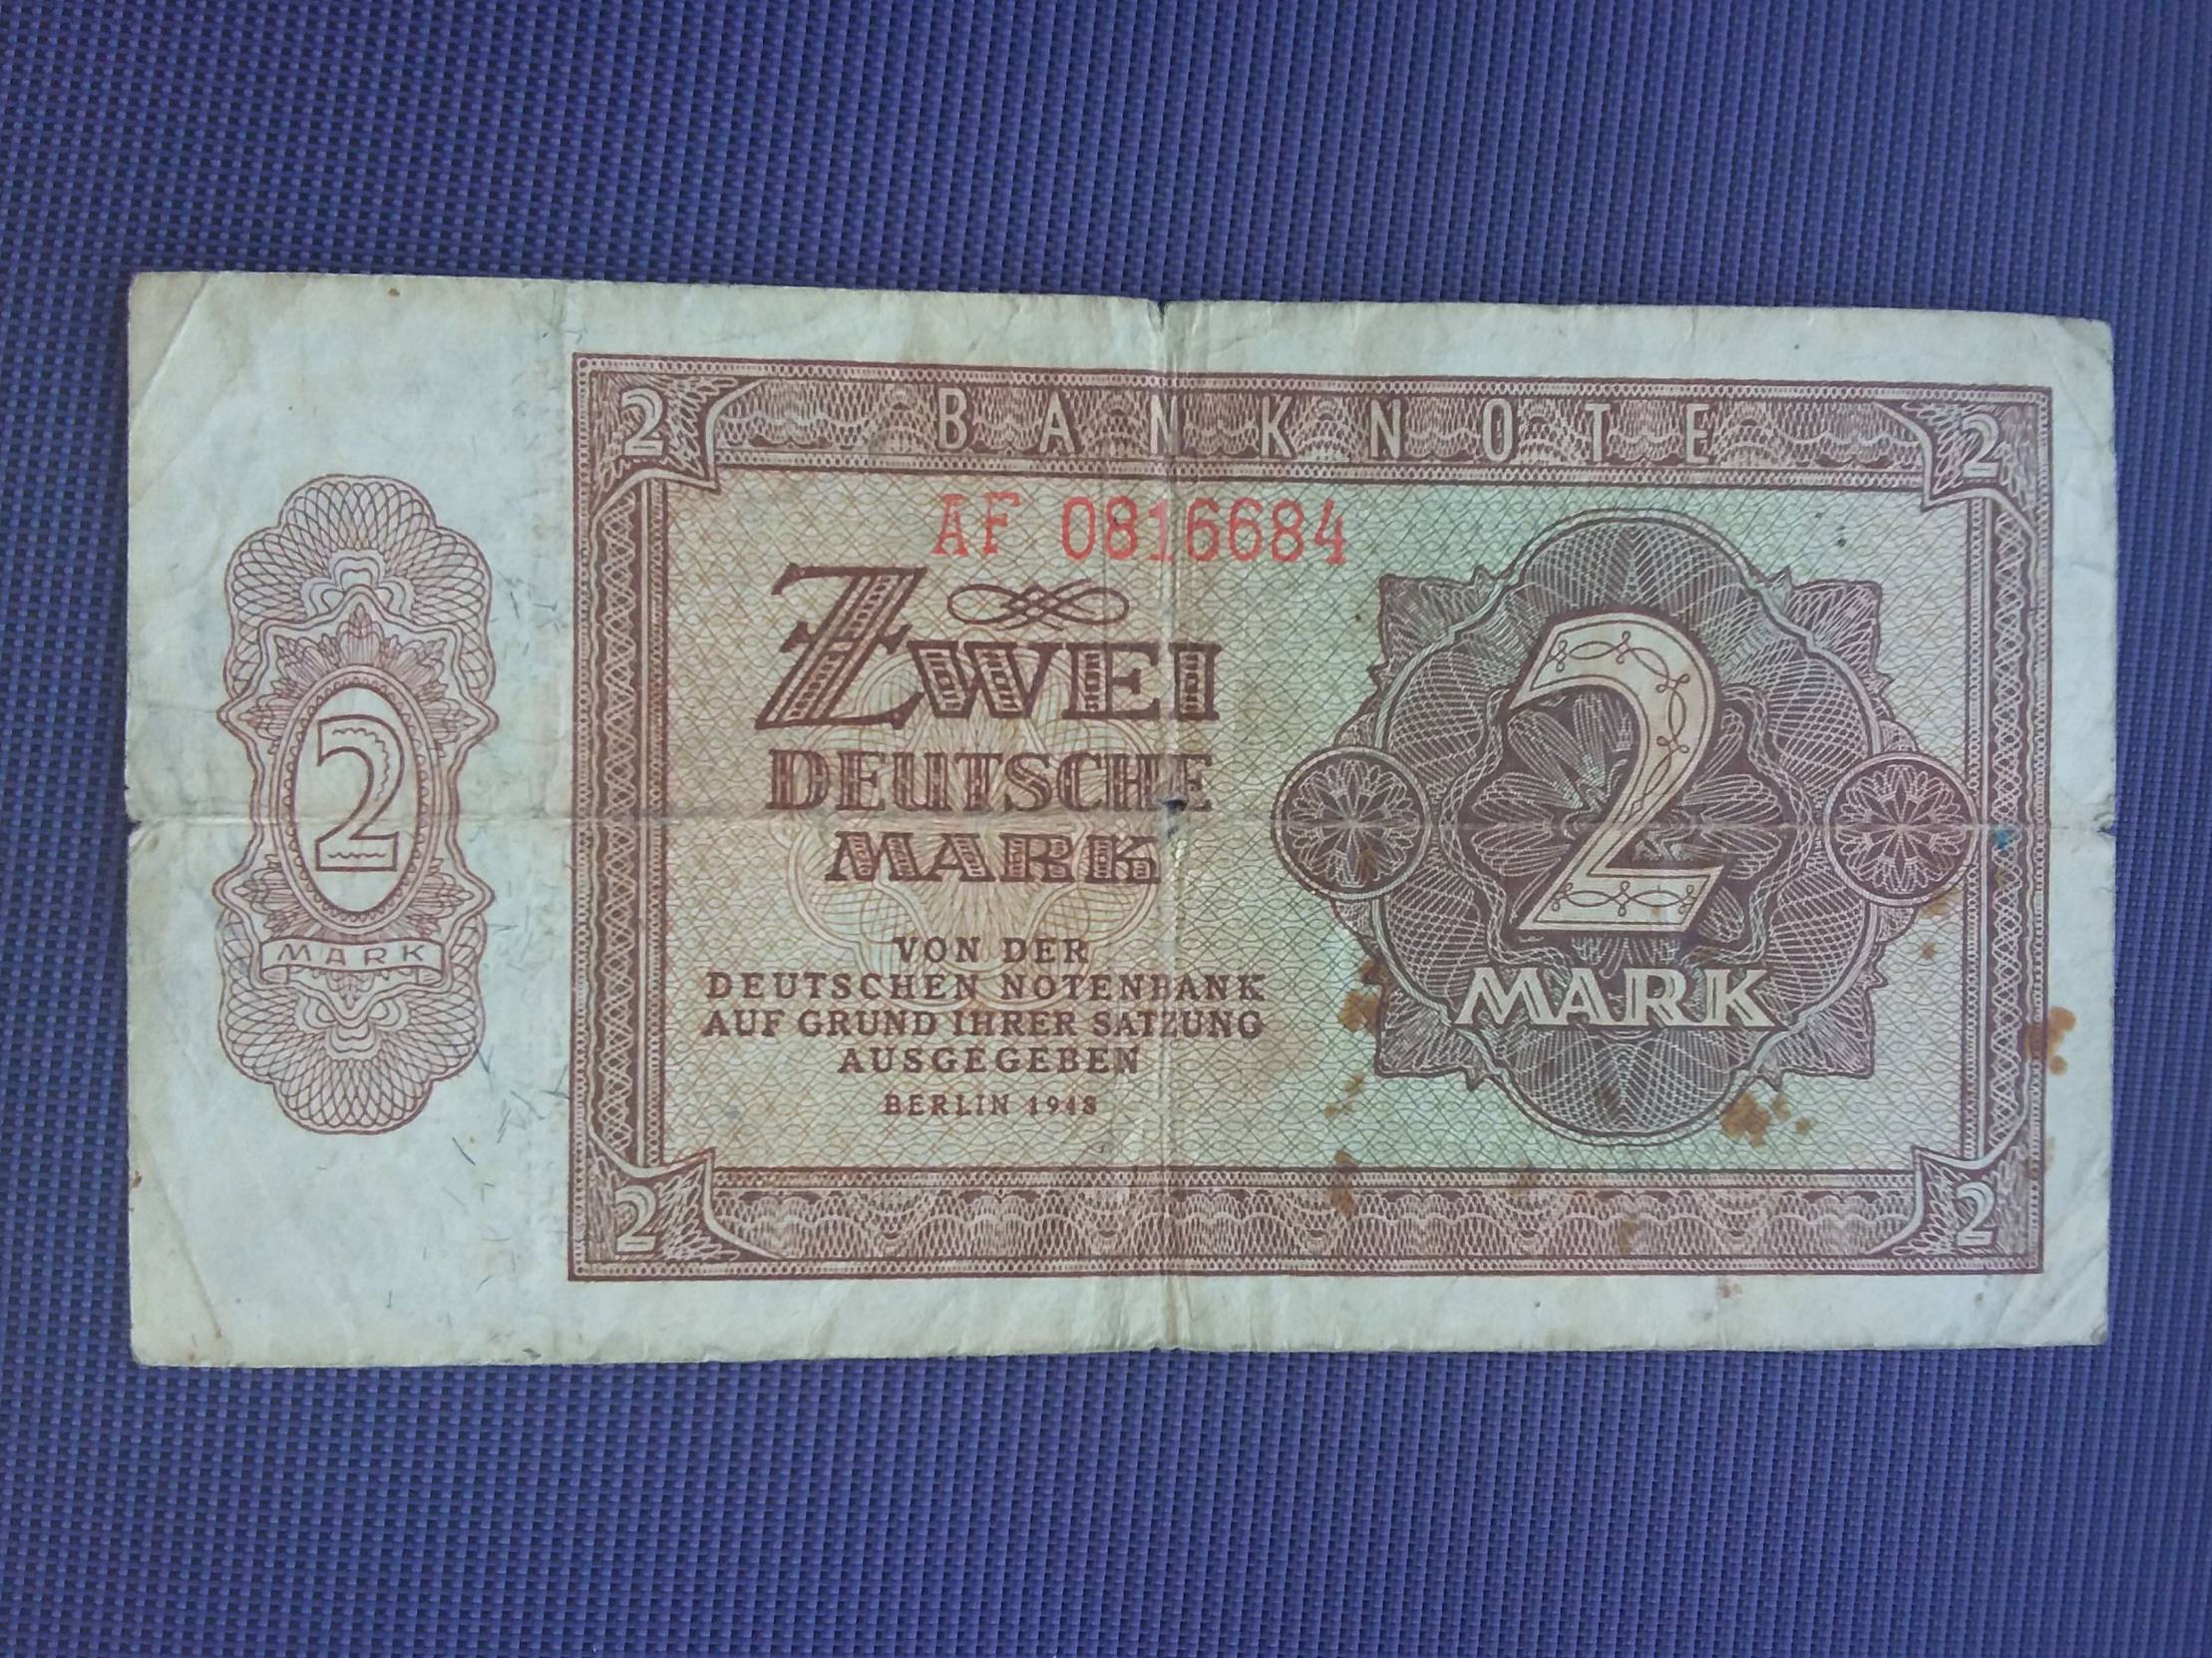 BANKNOTE
2
2
AF 0816684
ZWEI
DEUTSCHE
MARK
2
MARK
2
MARK
VON DER
DEUTSCHEN NOTENBANK
AUF GRUND IHRER SATZUNG
AUSGEGEBEN
BERLIN 1948
2
2